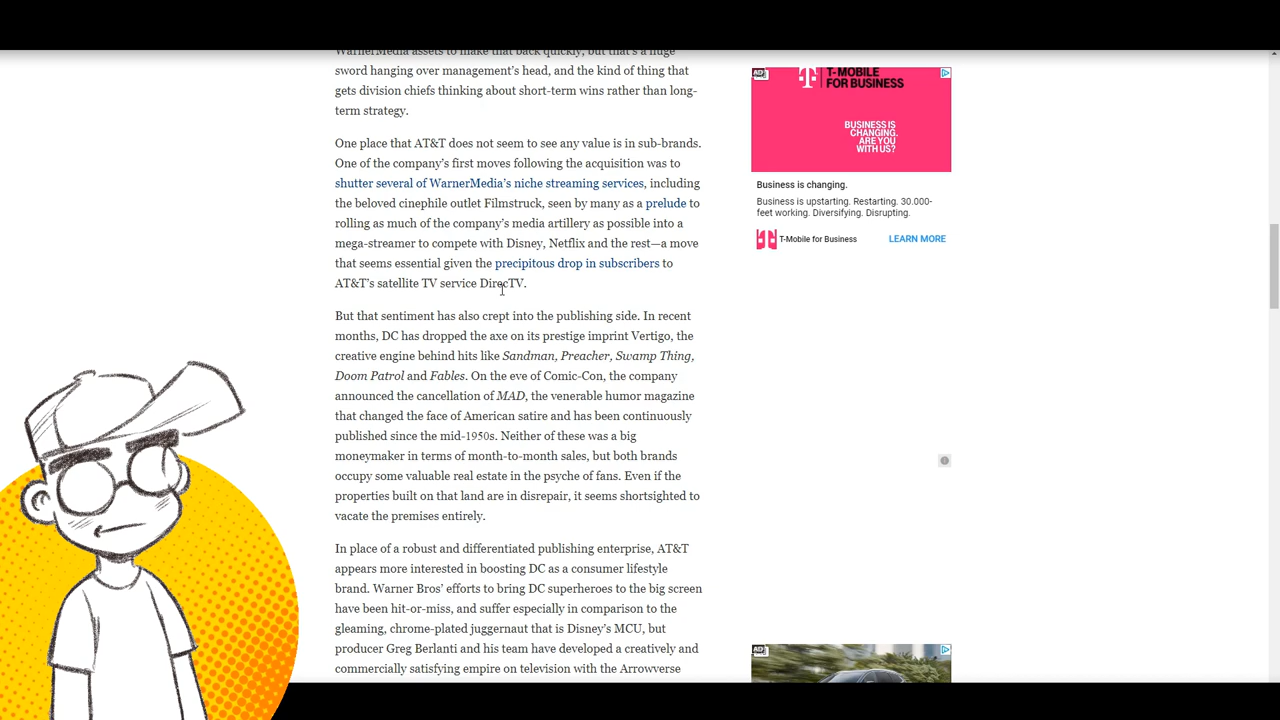 WarnerMedia assets to make that back quickly, but that's a huge
sword hanging over management's head, and the kind of thing that
gets division chiefs thinking about short-term wins rather than long-
term strategy.
One place that AT&T does not seem to see any value is in sub-brands.
One of the company's first moves following the acquisition was to
shutter several of WarnerMedia's niche streaming services, including
the beloved cinephile outlet Filmstruck, seen by many as a prelude to
rolling as much of the company's media artillery as possible into a
mega-streamer to compete with Disney, Netflix and the rest—a move
that seems essential given the precipitous drop in subscribers to
AT&T's satellite TV service DirecTV.
But that sentiment has also crept into the publishing side. In recent
months, DC has dropped the axe on its prestige imprint Vertigo, the
creative engine behind hits like Sandman, Preacher, Swamp Thing,
Doom Patrol and Fables. On the eve of Comic-Con, the company
announced the cancellation of MAD, the venerable humor magazine
that changed the face of American satire and has been continuously
published since the mid-1950s. Neither of these was a big
moneymaker in terms of month-to-month sales, but both brands
occupy some valuable real estate in the psyche of fans. Even if the
properties built on that land are in disrepair, it seems shortsighted to
vacate the premises entirely.
In place of a robust and differentiated publishing enterprise, AT&T
appears more interested in boosting DC as a consumer lifestyle
brand. Warner Bros' efforts to bring DC superheroes to the big screen
have been hit-or-miss, and suffer especially in comparison to the
gleaming, chrome-plated juggernaut that is Disney's MCU, but
producer Greg Berlanti and his team have developed a creatively and
commercially satisfying empire on television with the Arrowverse
AD
T T-MOBILE
FOR BUSINESS
BUSINESS IS
CHANGING.
ARE YOU
WITH US?
Business is changing.
Business is upstarting. Restarting. 30.000-
feet working. Diversifying. Disrupting.
T-Mobile for Business LEARN MORE
AD